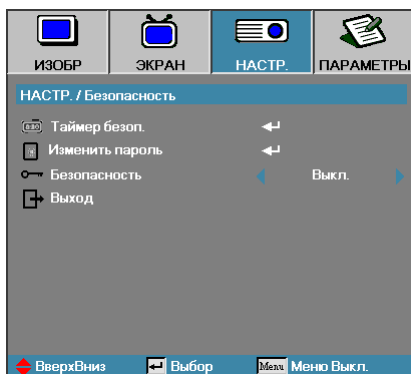 ИЗОБР ЭКРАН НАСТР. ПАРАМЕТРЫ
НАСТР. / Безопасность
Таймер безоп.
Изменить пароль
Безопасность Выкл.
Выход
ВверхВниз Выбор Menu Меню Выкл.